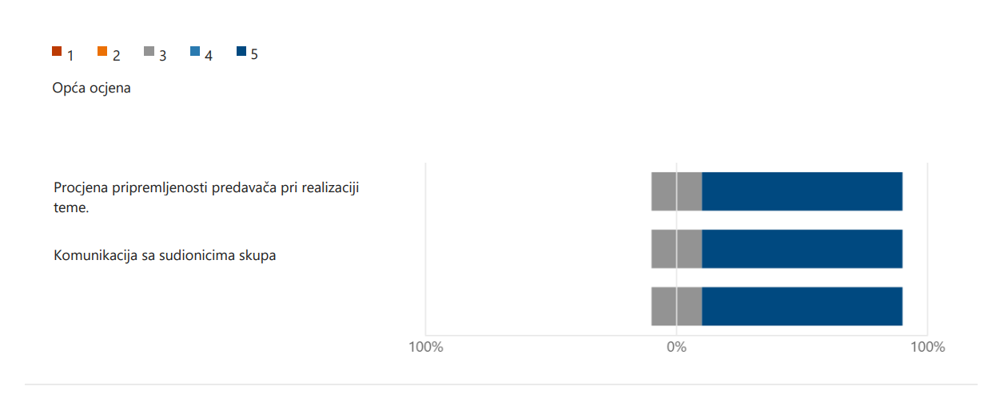 1 2 3 4 5
Opća ocjena
Procjena pripremljenosti predavača pri realizaciji
teme.
Komunikacija sa sudionicima skupa
100% 0% 100%